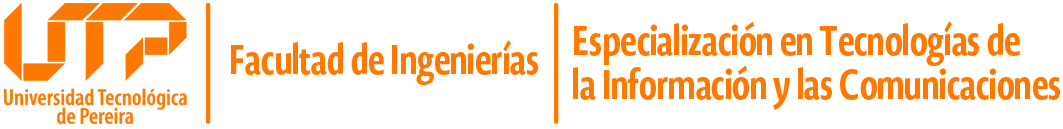 UTP
Universidad Tecnológica
de Pereira
Facultad de Ingenierías
Especialización en Tecnologías de
la Información y las Comunicaciones